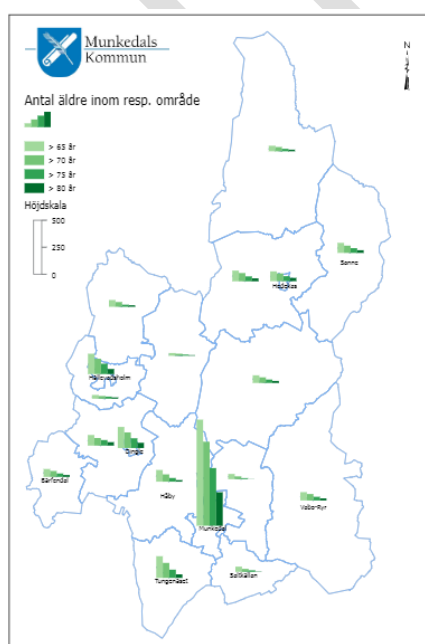 Munkedals
Kommun
N
Antal äldre inom resp. område
> 65 år
> 70 år
> 75 år
> 80 år
Höjdskala
500
250
0
Sanne
Hedekas
Hällevadsholm
Dingle
Bärfendal
Håby
Munkedal
Valbo-Ryr
Tungenäset
Saltkällan